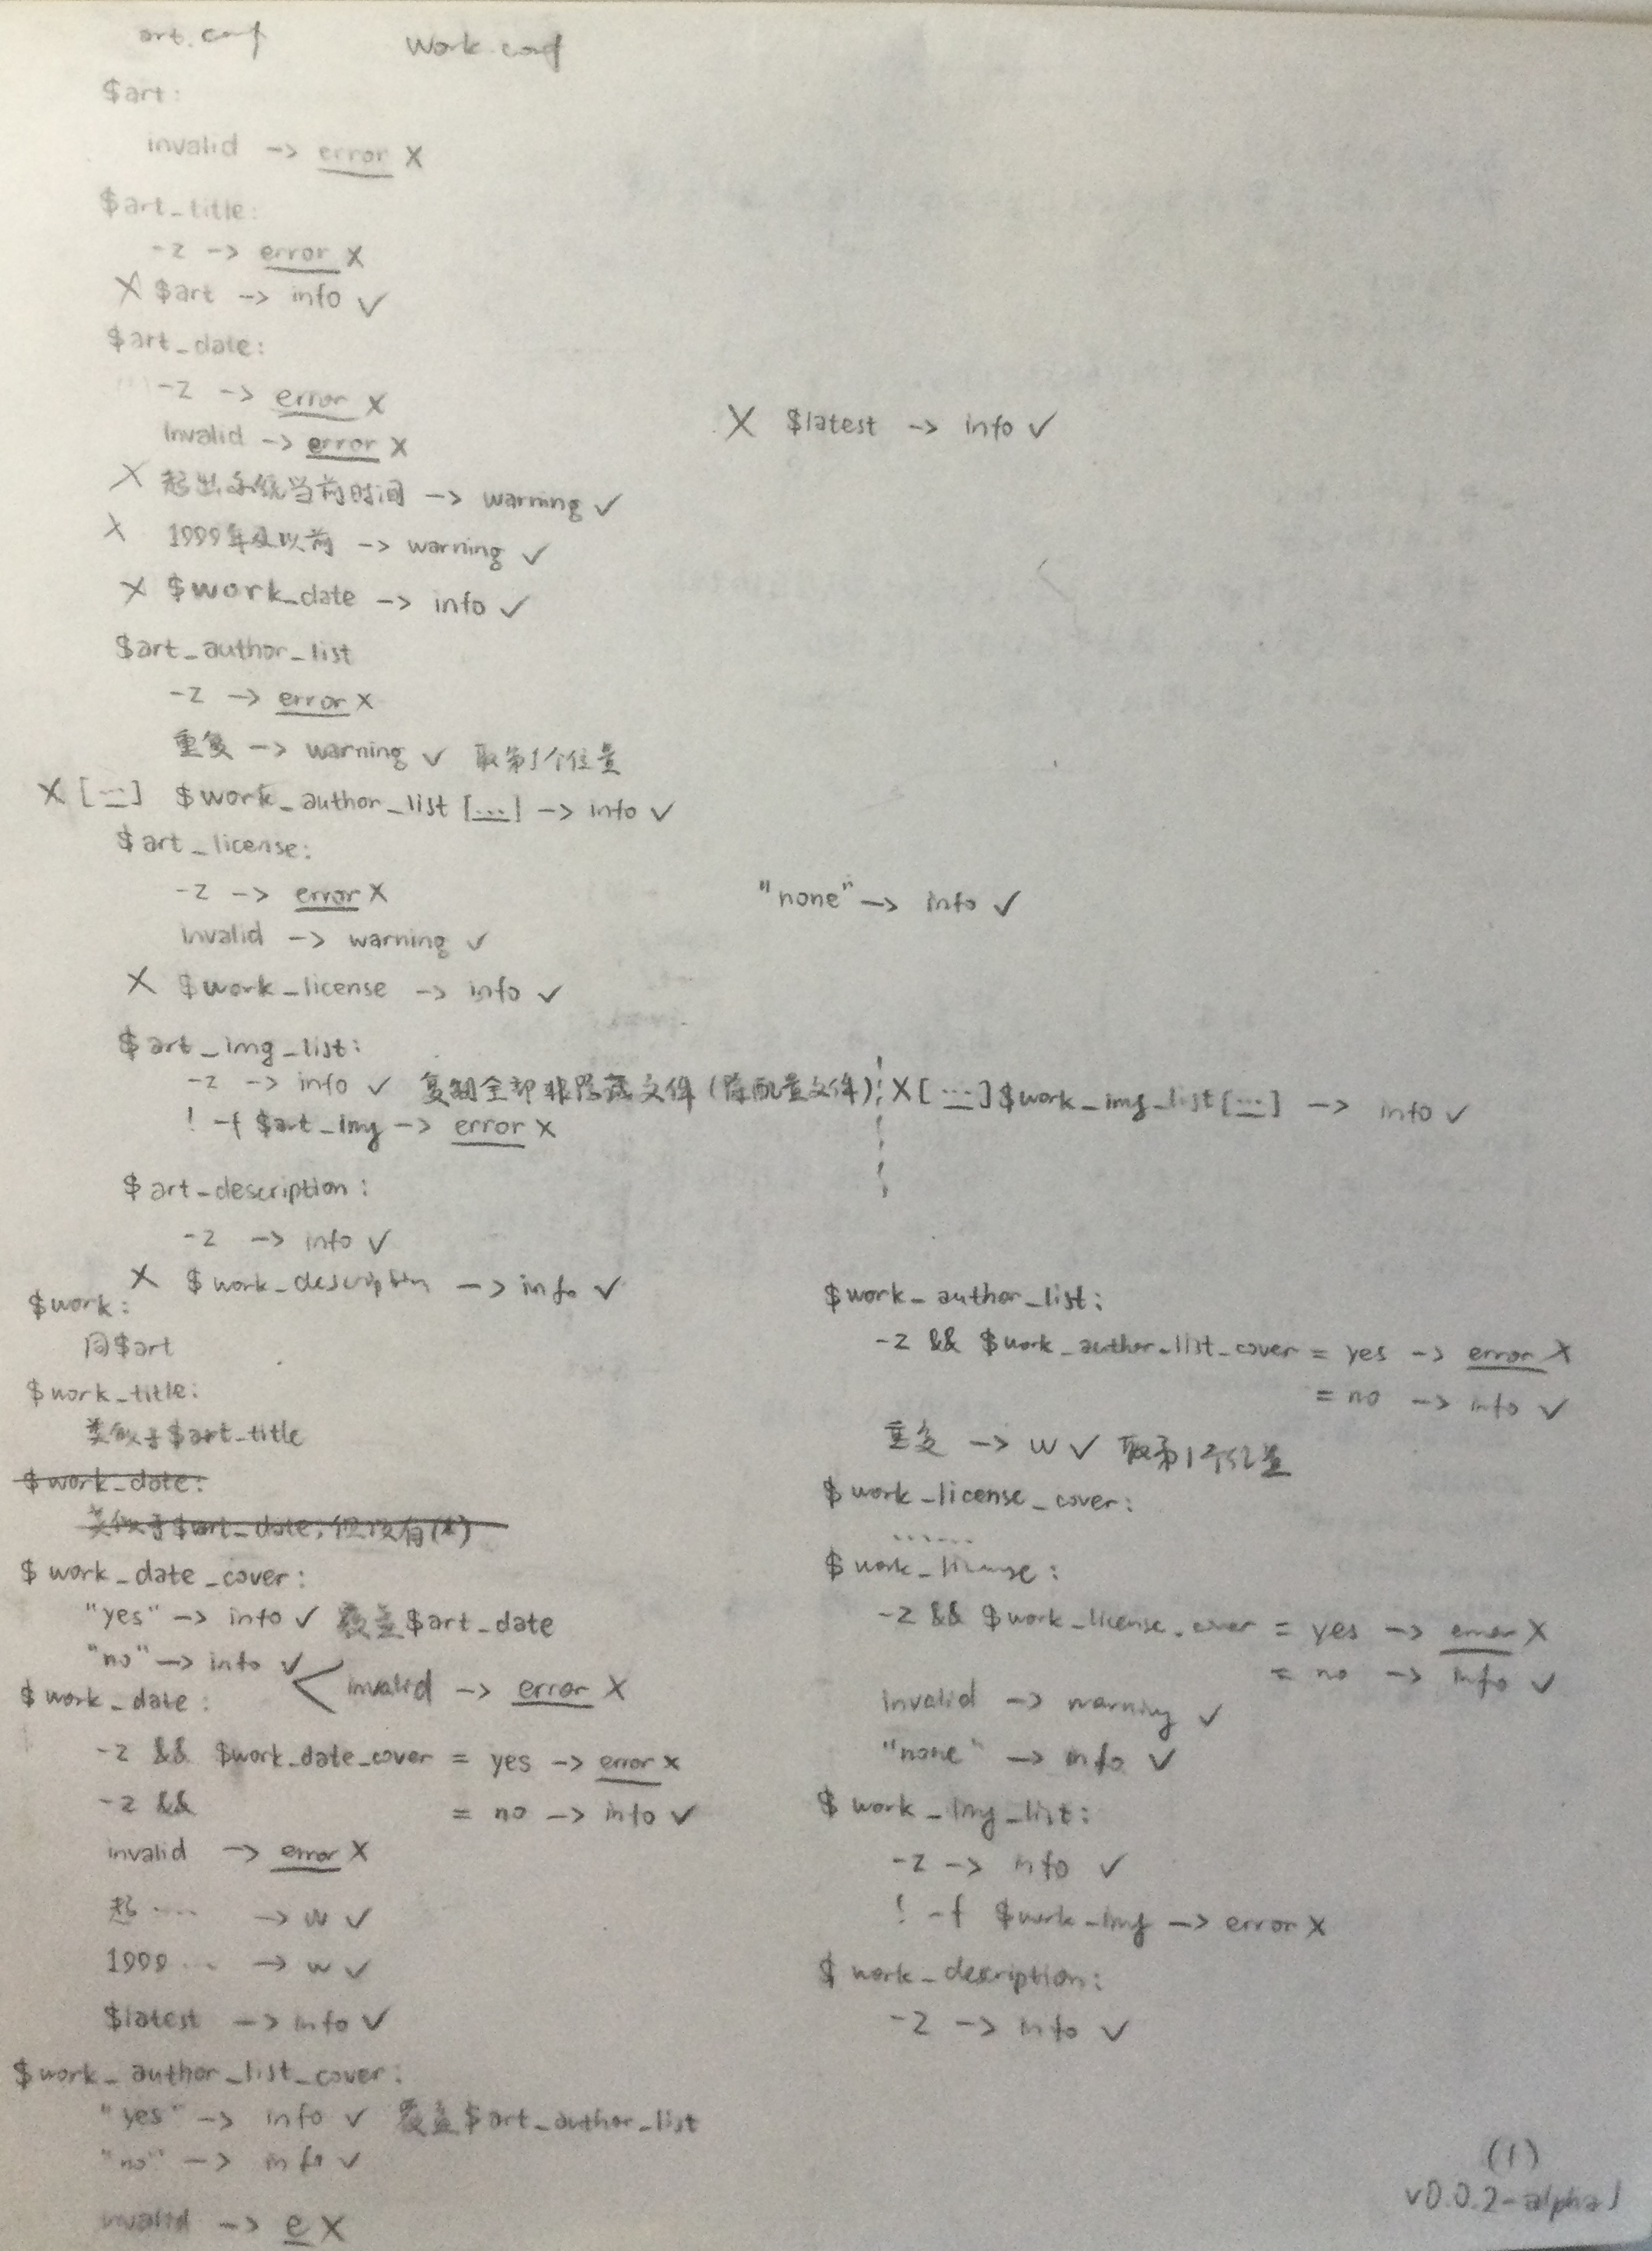 art.conf work.conf
$art:
invalid -> error X
$art_title:
-z -> error X
X $art -> info ✓
$art_date:
-z -> error X
invalid -> error X
X $latest -> info ✓
X 超出系统当前时间 -> warning ✓
X 1999年及以前 -> warning ✓
X $work_date -> info ✓
$art_author_list
-z -> error X
重复 -> warning ✓ 取第1个位置
X [...] $work_author_list [...] -> info ✓
$art_license:
-z -> error X
"none" -> info ✓
invalid -> warning ✓
X $work_license -> info ✓
$art_img_list:
-z -> info ✓ 复制全部非隐藏文件(除配置文件) X [...] $work_img_list [...] -> info ✓
! -f $art_img -> error X
$art_description:
-z -> info ✓
X $work_description -> info ✓
$work:
同$art
$work_title:
类似于$art_title
$work_date:
类似于$art_date,但没有(*)
$work_date_cover:
"yes" -> info ✓ 覆盖$art_date
"no" -> info ✓
invalid -> error X
$work_date:
-z && $work_date_cover = yes -> error X
-z && = no -> info ✓
invalid -> error X
超 ..... -> w ✓
1999 ... -> w ✓
$latest -> info ✓
$work_author_list_cover:
"yes" -> info ✓ 覆盖$art_author_list
"no" -> info ✓
invalid -> e X
$work_author_list:
-z && $work_author_list_cover = yes -> error X
= no -> info ✓
重复 -> w ✓ 取第1个位置
$work_license_cover:
......
$work_license:
-z && $work_license_cover = yes -> error X
= no -> info ✓
invalid -> warning ✓
"none" -> info ✓
$work_img_list:
-z -> info ✓
! -f $work_img -> error X
$work_description:
-z -> info ✓
(1)
v0.0.2-alpha1